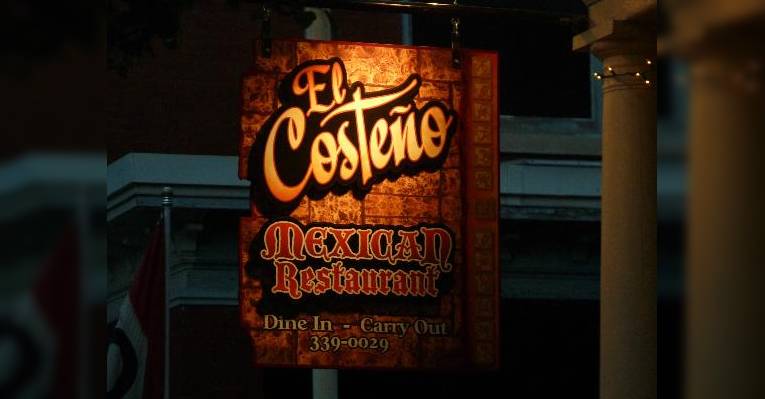 El
Costeño
MEXICAN
Restaurant
Dine In - Carry Out
339-0029